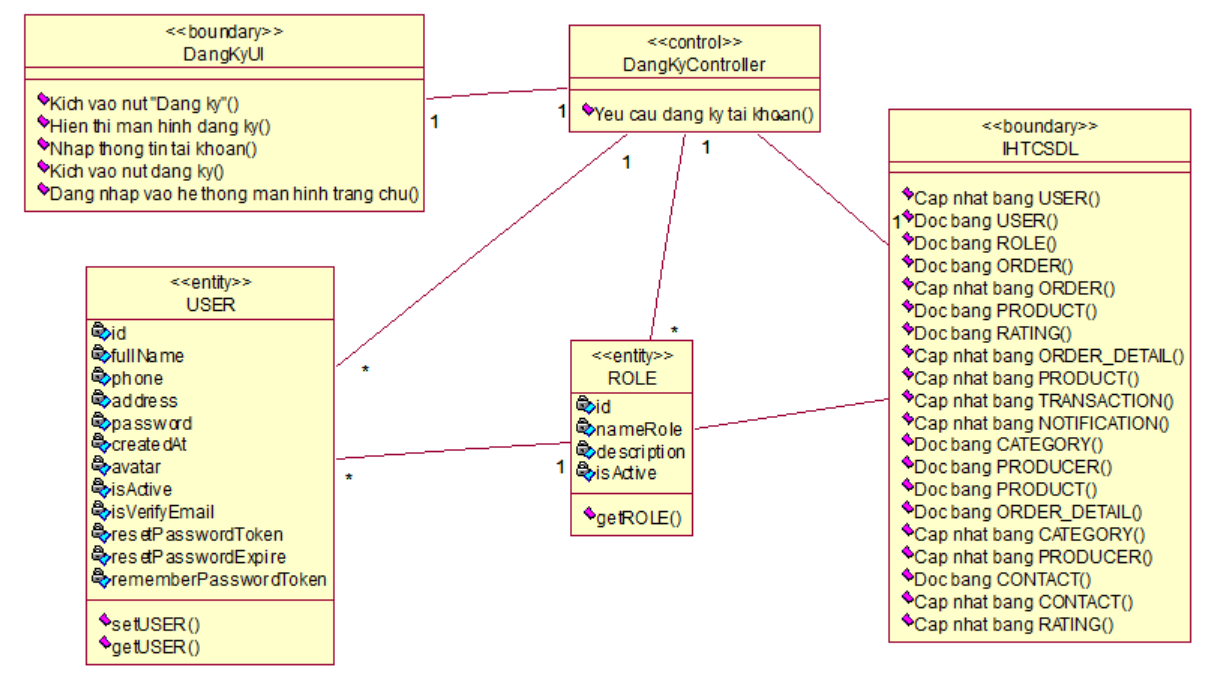 <<boundary>>
DangKyUI
Kich vao nut "Dang ky"()
Hien thi man hinh dang ky()
Nhap thong tin tai khoan()
Kich vao nut dang ky()
Dang nhap vao he thong man hinh trang chu()
1
1
<<control>>
DangKyController
Yeu cau dang ky tai khoan()
*
1
1
1
<<boundary>>
IHTCSDL
Cap nhat bang USER()
Doc bang USER()
Doc bang ROLE()
Doc bang ORDER()
Cap nhat bang ORDER()
Doc bang PRODUCT()
Doc bang RATING()
Cap nhat bang ORDER_DETAIL()
Cap nhat bang PRODUCT()
Cap nhat bang TRANSACTION()
Cap nhat bang NOTIFICATION()
Doc bang CATEGORY()
Doc bang PRODUCER()
Doc bang PRODUCT()
Doc bang ORDER_DETAIL()
Cap nhat bang CATEGORY()
Cap nhat bang PRODUCER()
Doc bang CONTACT()
Cap nhat bang CONTACT()
Cap nhat bang RATING()
<<entity>>
USER
id
fullName
phone
address
password
createdAt
avatar
isActive
isVerifyEmail
resetPasswordToken
resetPasswordExpire
rememberPasswordToken
setUSER()
getUSER()
*
*
1
*
<<entity>>
ROLE
id
nameRole
description
isActive
getROLE()